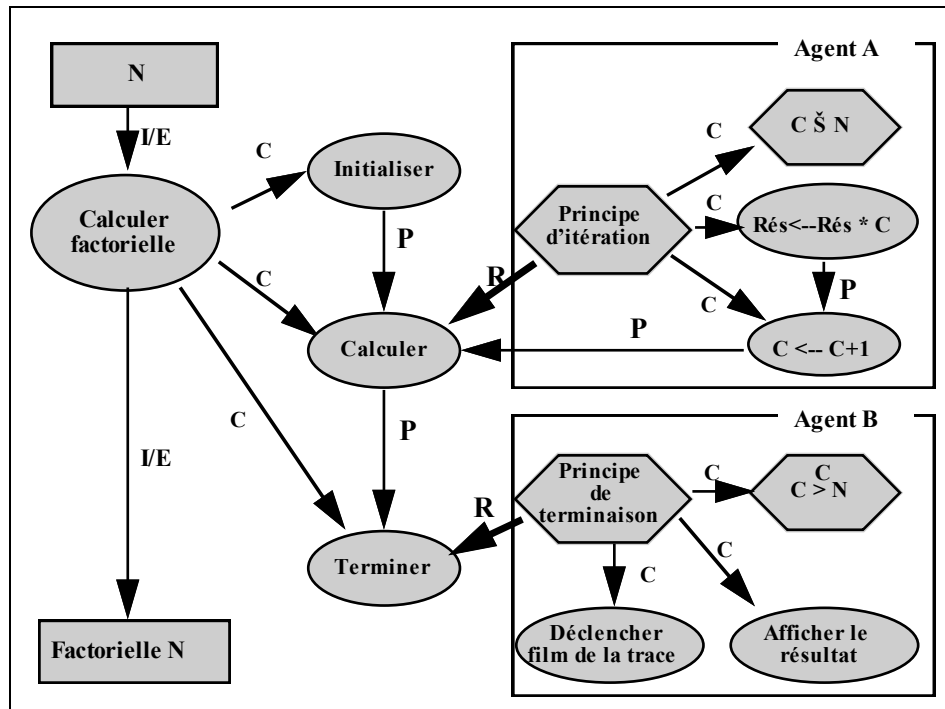 Agent A
N
C Š N
I/E
C
C
Initialiser
Calculer
factorielle
Principe
d'itération
C
Rés<--Rés * C
P
R
C
C
P
P
Calculer
C <-- C+1
C
P
I/E
Agent B
Principe
de
terminaison
C
C
C > N
R
Terminer
C
C
Factorielle N
Déclencher
film de la trace
Afficher le
résultat